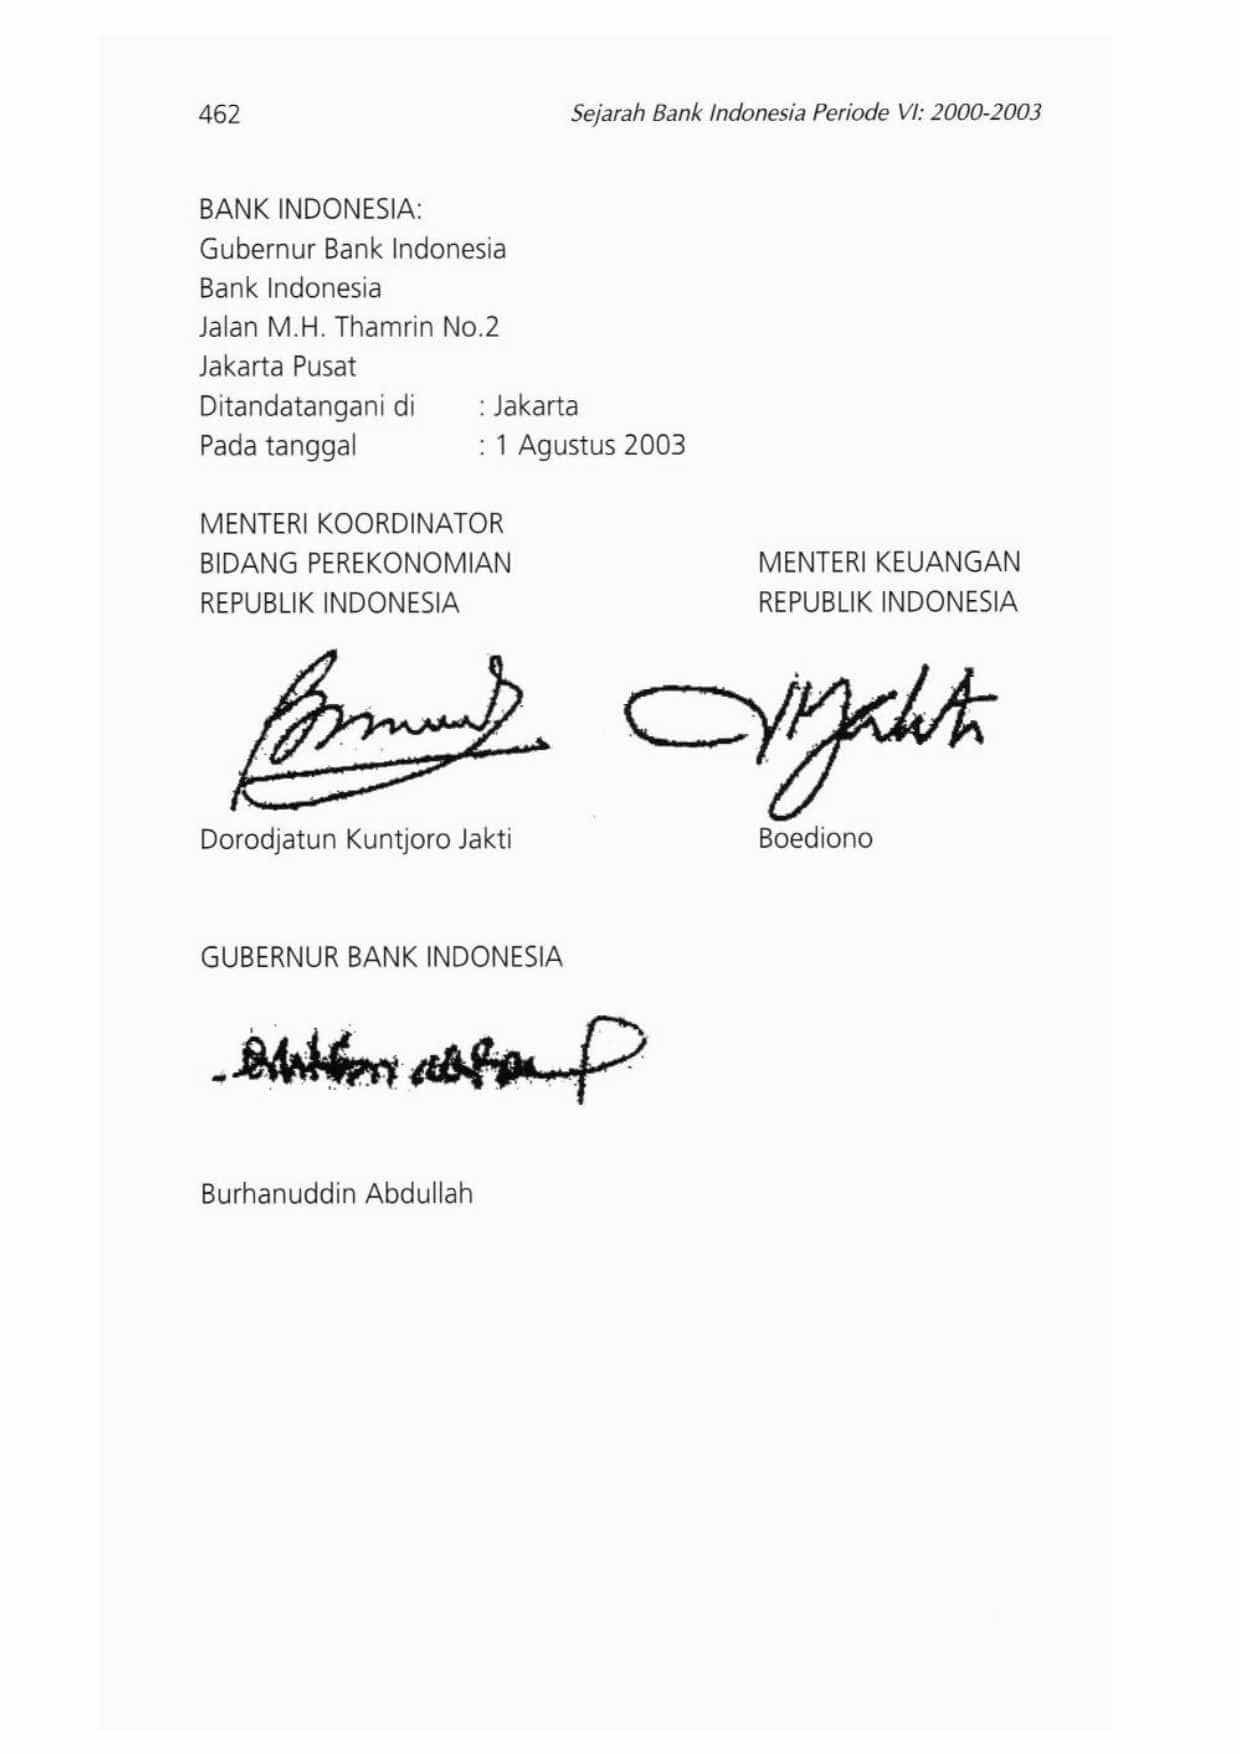 462 Sejarah Bank Indonesia Periode VI: 2000-2003
BANK INDONESIA:
Gubernur Bank Indonesia
Bank Indonesia
Jalan M.H. Thamrin No.2
Jakarta Pusat
Ditandatangani di : Jakarta
Pada tanggal : 1 Agustus 2003
MENTERI KOORDINATOR
BIDANG PEREKONOMIAN
REPUBLIK INDONESIA
MENTERI KEUANGAN
REPUBLIK INDONESIA
Dorodjatun Kuntjoro Jakti
Boediono
GUBERNUR BANK INDONESIA
Burhanuddin Abdullah